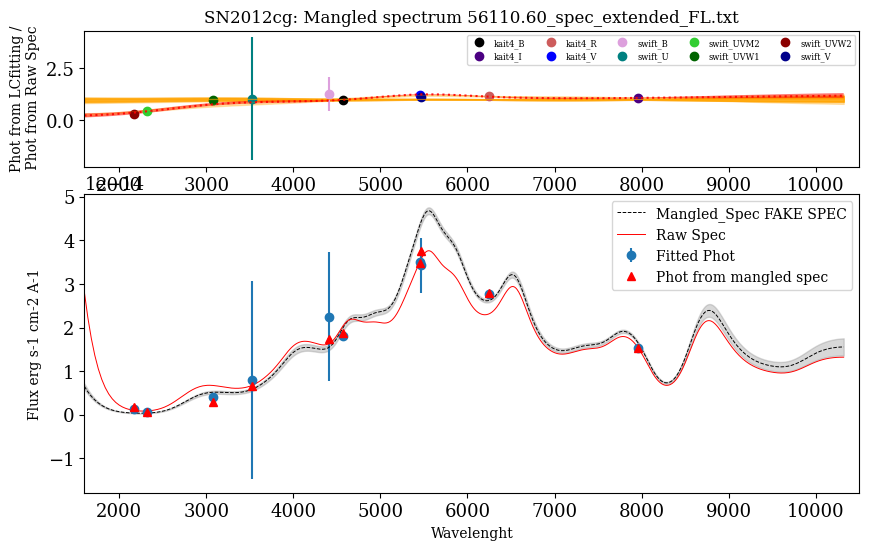 SN2012cg: Mangled spectrum 56110.60_spec_extended_FL.txt
Phot from LCfitting /
Phot from Raw Spec
2.5
0.0
kait4_B kait4_R swift_B swift_UVM2 swift_UVW2
kait4_I kait4_V swift_U swift_UVW1 swift_V
2000 3000 4000 5000 6000 7000 8000 9000 10000
1e−14
Flux erg s-1 cm-2 A-1
5
4
3
2
1
0
−1
Mangled_Spec FAKE SPEC
Raw Spec
Fitted Phot
Phot from mangled spec
2000 3000 4000 5000 6000 7000 8000 9000 10000
Wavelenght